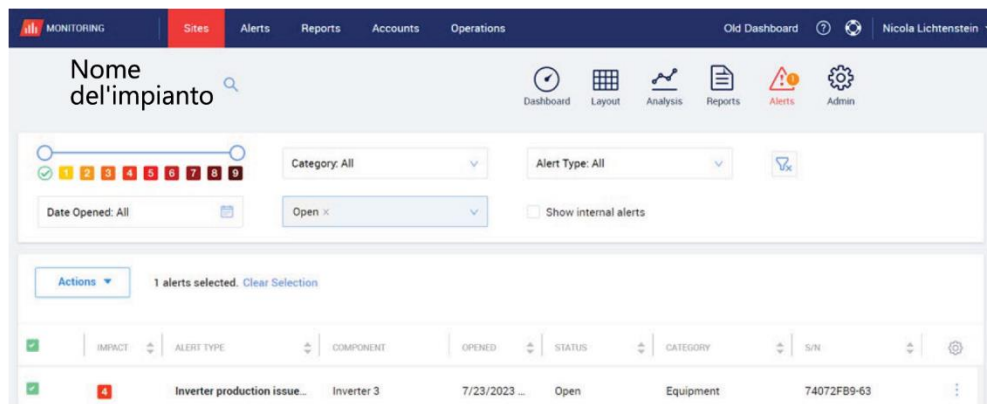 MONITORING Sites Alerts Reports Accounts Operations Old Dashboard ? Nicola Lichtenstein
Nome
del'impianto
Dashboard Layout Analysis Reports Alerts Admin
1 2 3 4 5 6 7 8 9
Category: All
Alert Type: All
Date Opened: All
Open ×
Show internal alerts
Actions
1 alerts selected. Clear Selection
IMPACT ALERT TYPE COMPONENT OPENED STATUS CATEGORY S/N
4 Inverter production issue... Inverter 3 7/23/2023 ... Open Equipment 74072FB9-63